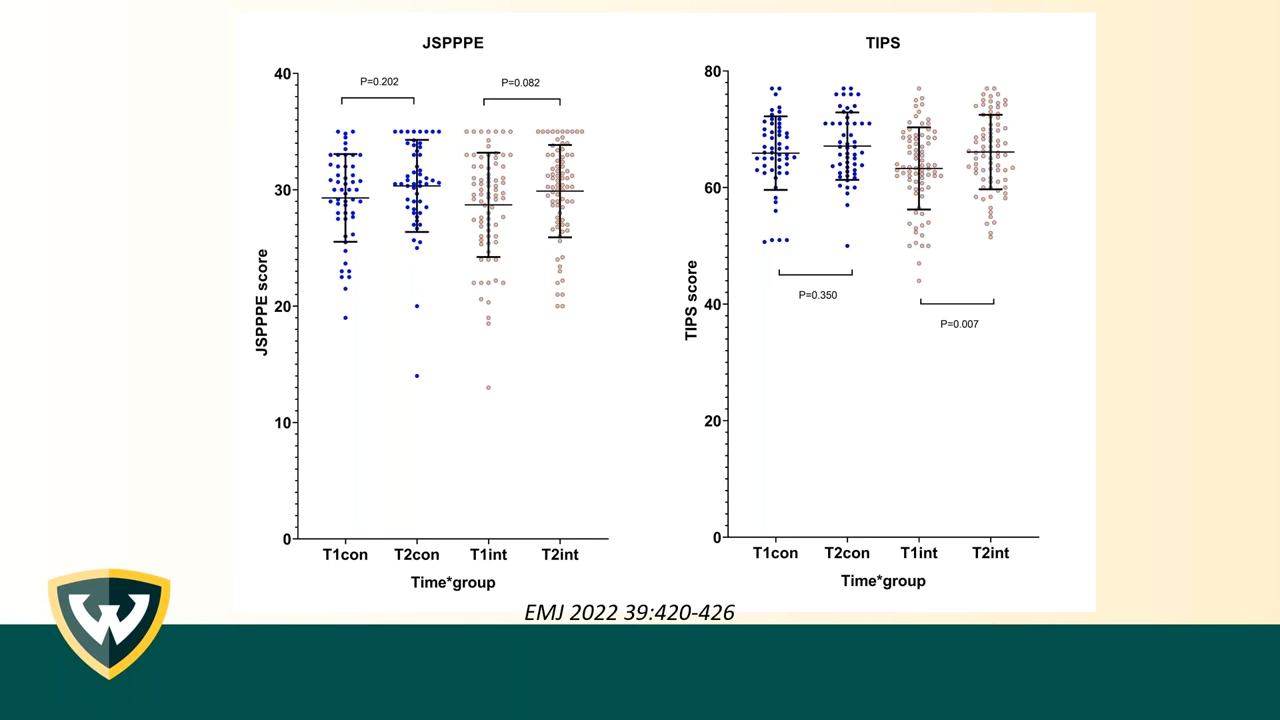 JSPPPE
P=0.202
P=0.082
40
30
20
10
0
JSPPPE score
T1con
T2con
T1int
T2int
Time*group
TIPS
80
60
40
20
0
TIPS score
P=0.350
P=0.007
T1con
T2con
T1int
T2int
Time*group
EMJ 2022 39:420-426
W